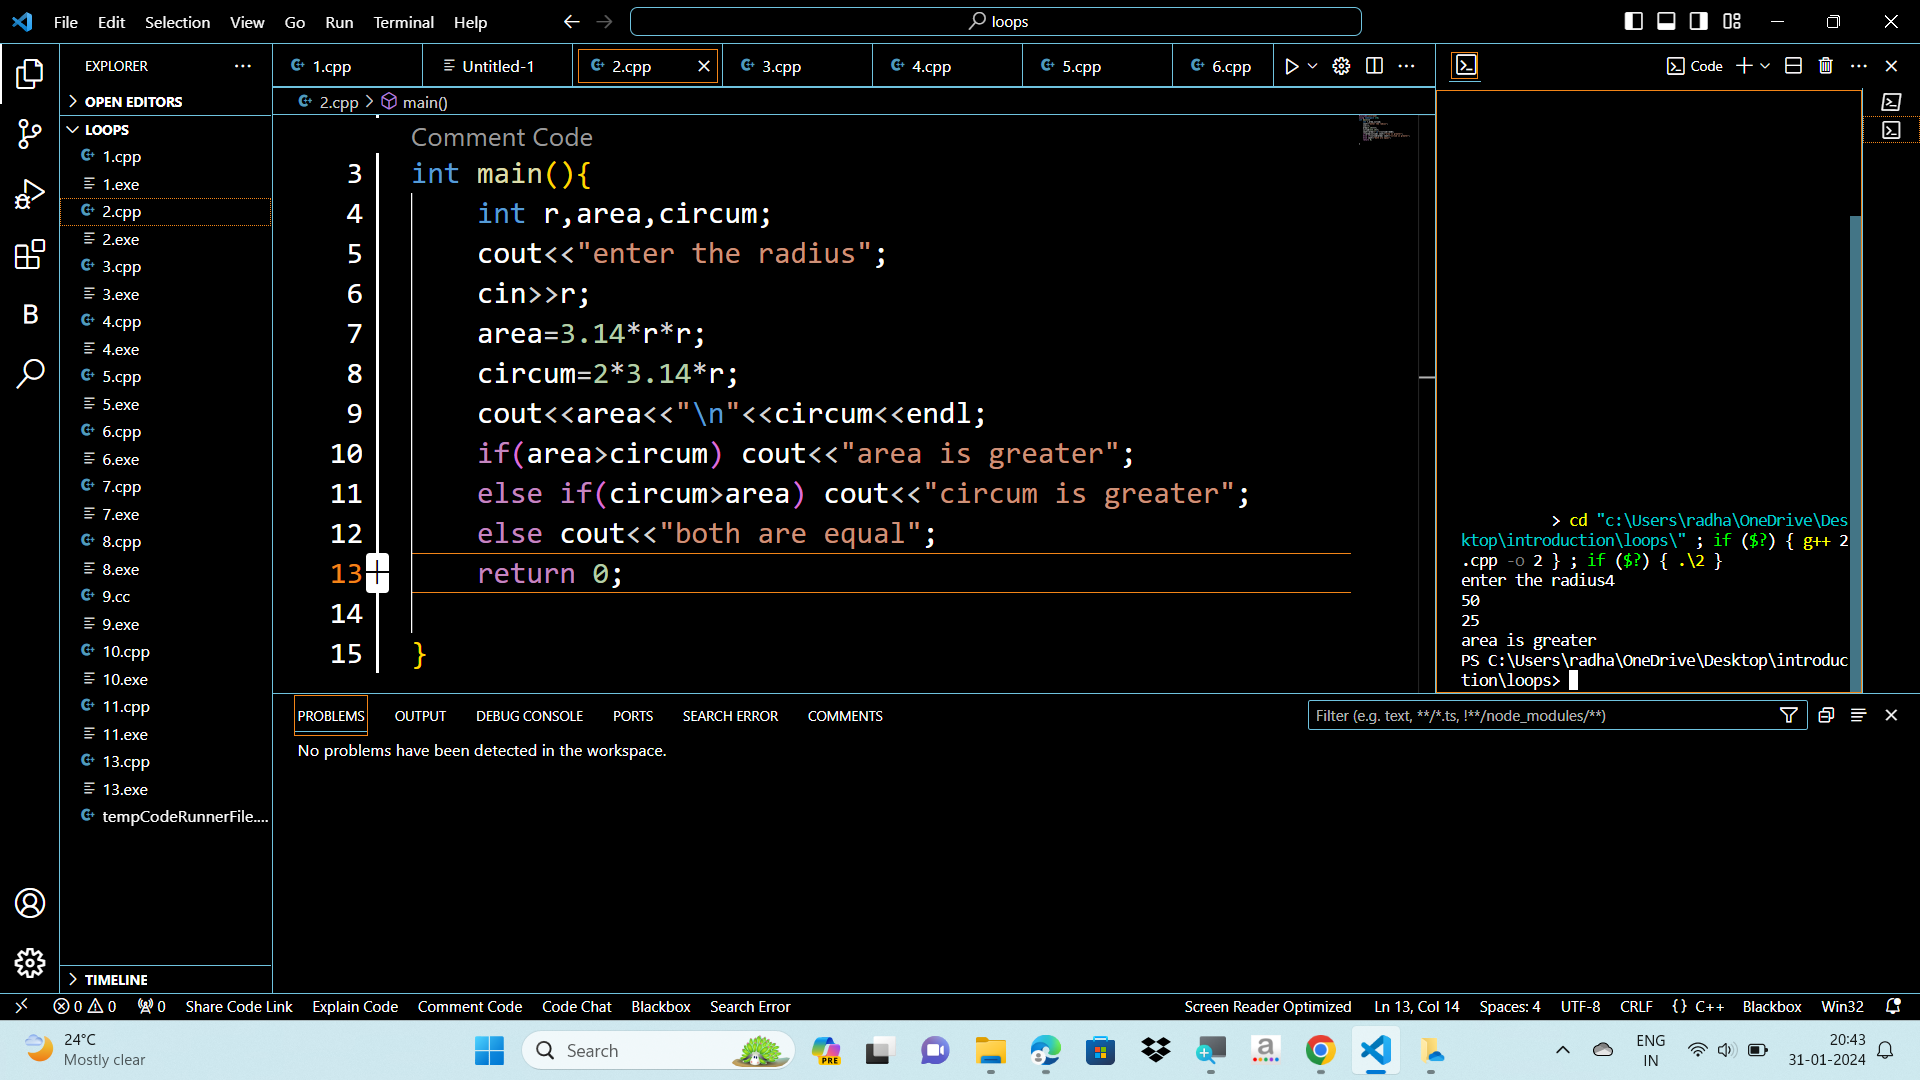 File Edit Selection View Go Run Terminal Help
loops
EXPLORER
OPEN EDITORS
LOOPS
1.cpp
1.exe
2.cpp
2.exe
3.cpp
3.exe
4.cpp
4.exe
5.cpp
5.exe
6.cpp
6.exe
7.cpp
7.exe
8.cpp
8.exe
9.cc
9.exe
10.cpp
10.exe
11.cpp
11.exe
13.cpp
13.exe
tempCodeRunnerFile....
TIMELINE
B
1.cpp Untitled-1 2.cpp 3.cpp 4.cpp 5.cpp 6.cpp
2.cpp > main()
Comment Code
3 int main(){
4 int r,area,circum;
5 cout<<"enter the radius";
6 cin>>r;
7 area=3.14*r*r;
8 circum=2*3.14*r;
9 cout<<area<<"\n"<<circum<<endl;
10 if(area>circum) cout<<"area is greater";
11 else if(circum>area) cout<<"circum is greater";
12 else cout<<"both are equal";
13 return 0;
14
15 }
Code
> cd "c:\Users\radha\OneDrive\Des
ktop\introduction\loops\" ; if ($?) { g++ 2
.cpp -o 2 } ; if ($?) { .\2 }
enter the radius4
50
25
area is greater
PS C:\Users\radha\OneDrive\Desktop\introduc
tion\loops>
PROBLEMS OUTPUT DEBUG CONSOLE PORTS SEARCH ERROR COMMENTS
Filter (e.g. text, **/*.ts, !**/node_modules/**)
No problems have been detected in the workspace.
0 0 0 Share Code Link Explain Code Comment Code Code Chat Blackbox Search Error
Screen Reader Optimized Ln 13, Col 14 Spaces: 4 UTF-8 CRLF {} C++ Blackbox Win32
24°C
Mostly clear
Search
PRE
a
ENG
IN
20:43
31-01-2024